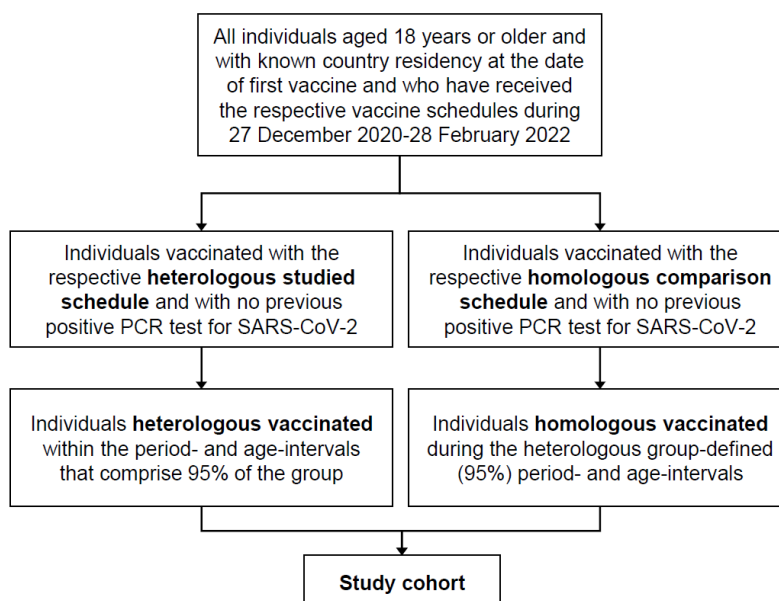 All individuals aged 18 years or older and
with known country residency at the date
of first vaccine and who have received
the respective vaccine schedules during
27 December 2020-28 February 2022
Individuals vaccinated with the
respective heterologous studied
schedule and with no previous
positive PCR test for SARS-CoV-2
Individuals vaccinated with the
respective homologous comparison
schedule and with no previous
positive PCR test for SARS-CoV-2
Individuals heterologous vaccinated
within the period- and age-intervals
that comprise 95% of the group
Individuals homologous vaccinated
during the heterologous group-defined
(95%) period- and age-intervals
Study cohort